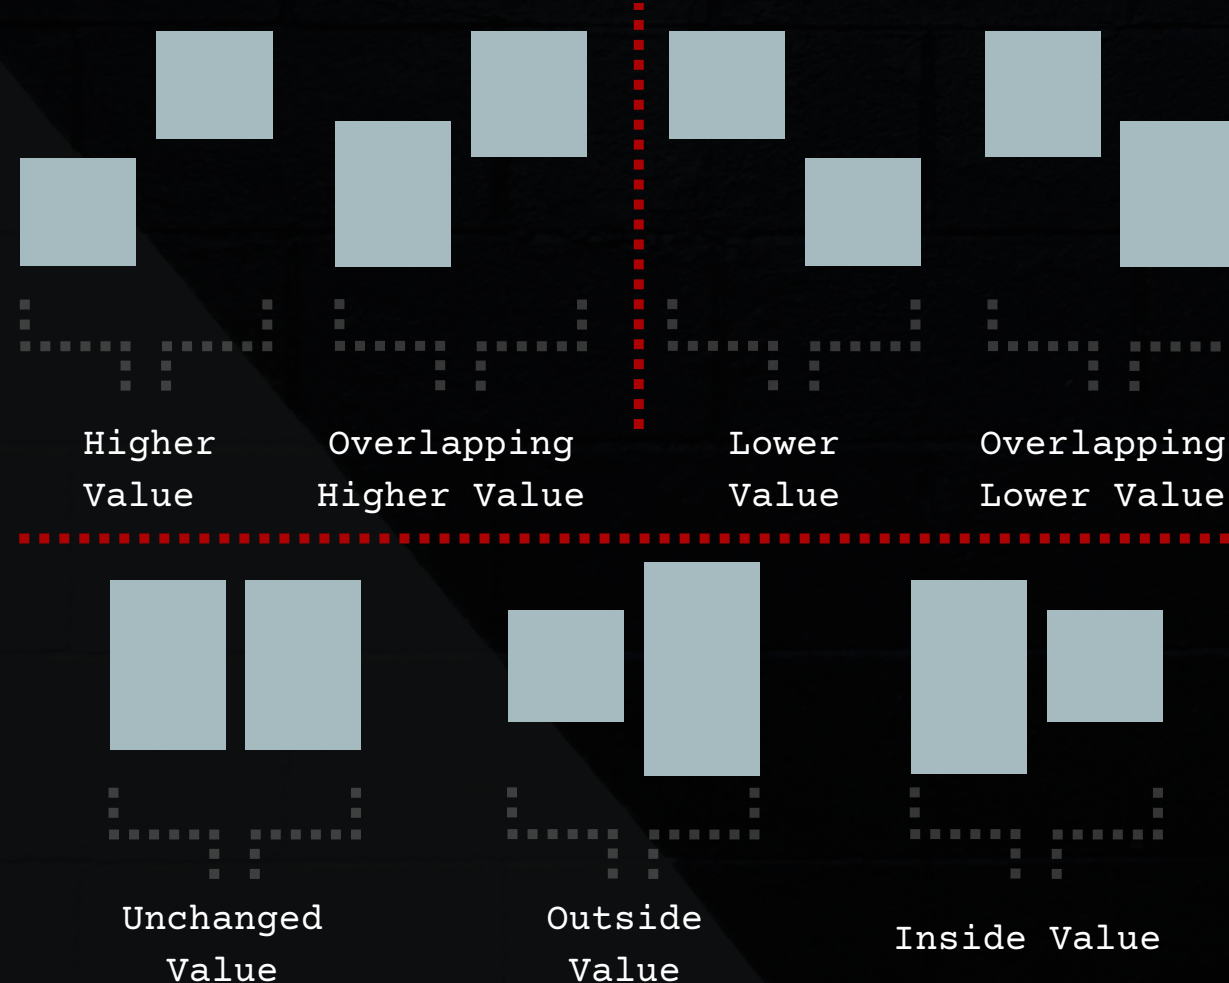 Higher
Value
Overlapping
Higher Value
Lower
Value
Overlapping
Lower Value
Unchanged
Value
Outside
Value
Inside Value